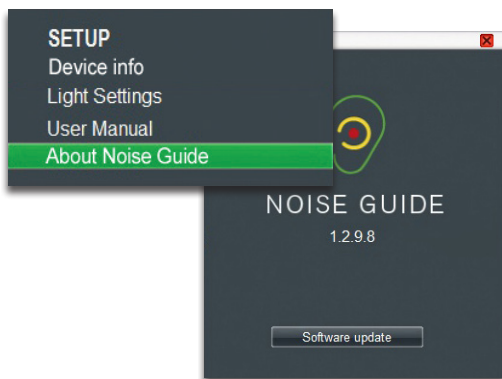 SETUP
Device info
Light Settings
User Manual
About Noise Guide
NOISE GUIDE
1.2.9.8
Software update